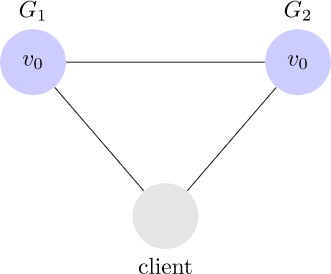 G₁ G₂
v₀ v₀
client